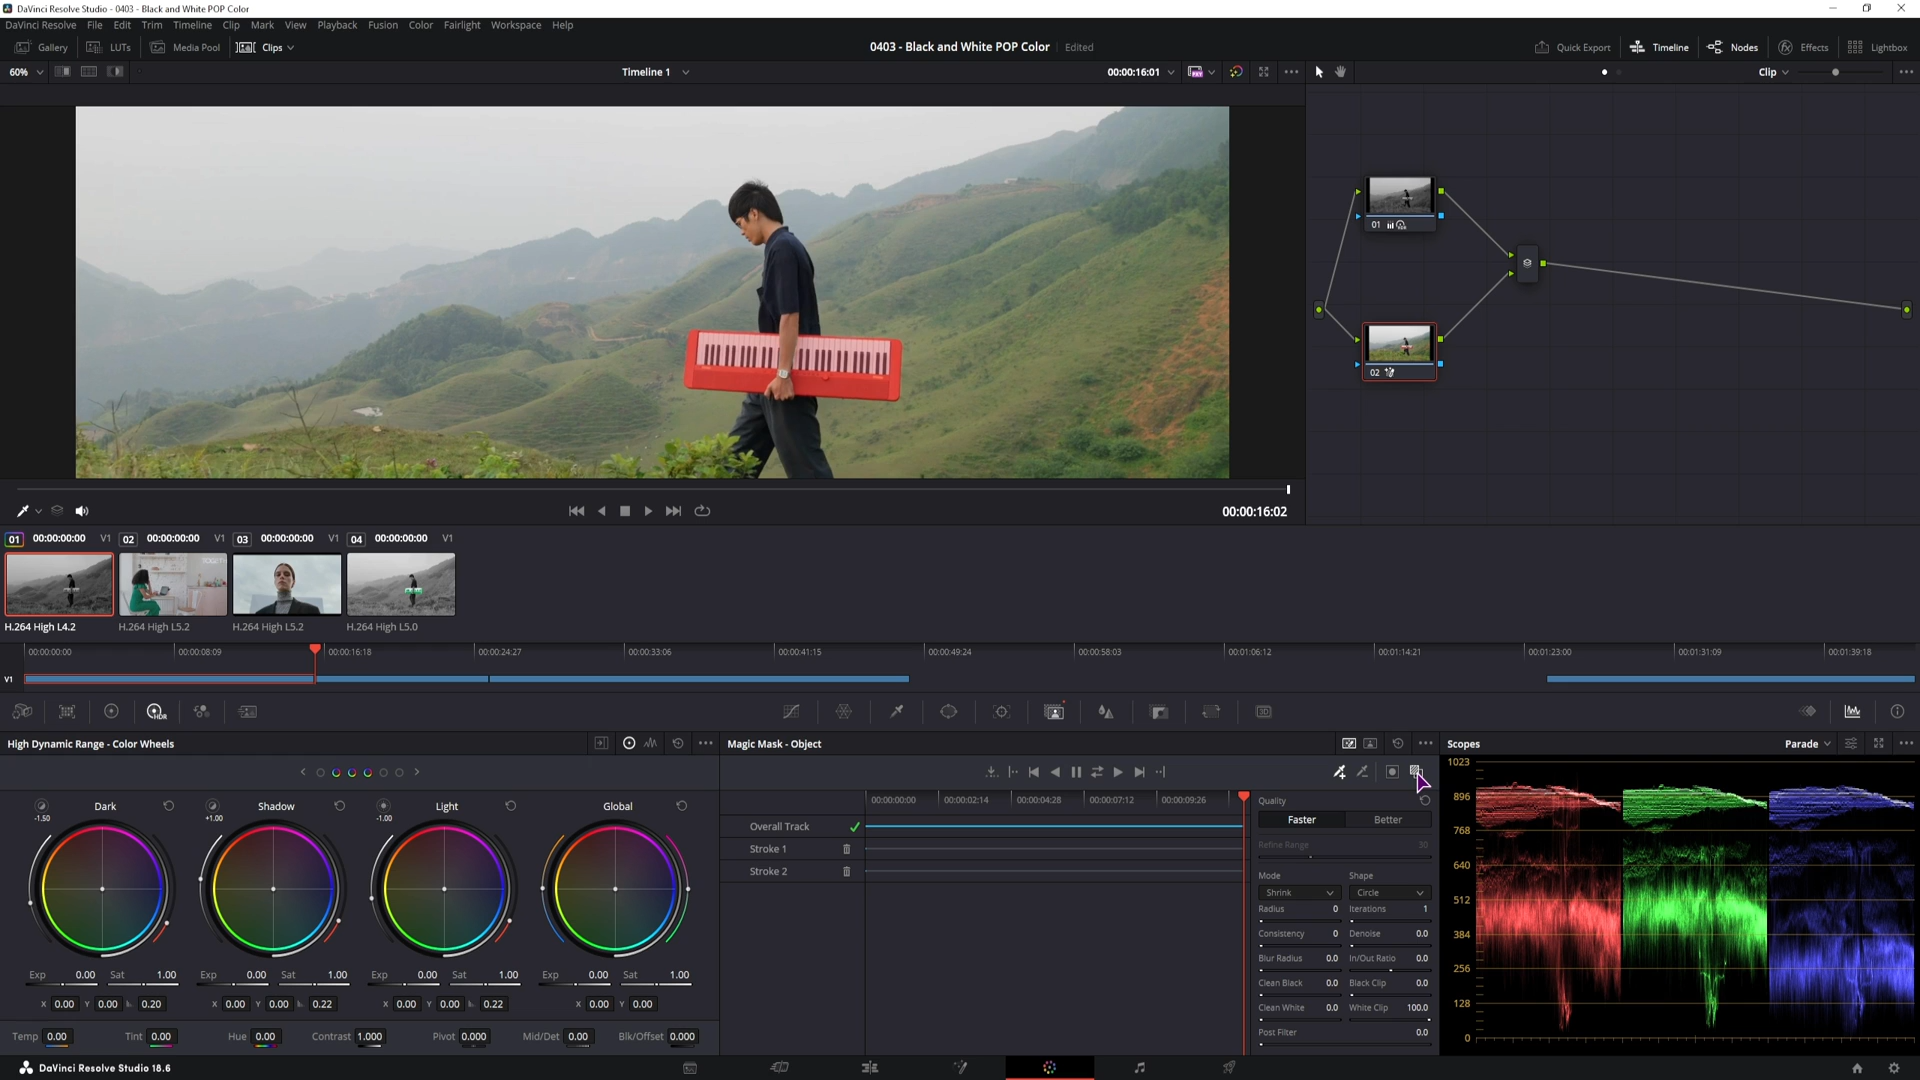 DaVinci Resolve Studio - 0403 - Black and White POP Color
DaVinci Resolve File Edit Trim Timeline Clip Mark View Playback Fusion Color Fairlight Workspace Help
Gallery LUTs Media Pool Clips 0403 - Black and White POP Color Edited Quick Export Timeline Nodes Effects Lightbox
60% Timeline 1 00:00:16:01 Clip
01
02
00:00:16:02
01 00:00:00:00 V1 02 00:00:00:00 V1 03 00:00:00:00 V1 04 00:00:00:00 V1
H.264 High L4.2 H.264 High L5.2 H.264 High L5.2 H.264 High L5.0
00:00:00:00 00:00:08:09 00:00:16:18 00:00:24:27 00:00:33:06 00:00:41:15 00:00:49:24 00:00:58:03 00:01:06:12 00:01:14:21 00:01:23:00 00:01:31:09 00:01:39:18
V1
HDR 3D
High Dynamic Range - Color Wheels Magic Mask - Object Scopes Parade
1023
00:00:00:00 00:00:02:14 00:00:04:28 00:00:07:12 00:00:09:26 Quality 896
Dark Shadow Light Global
-1.50 +1.00 -1.00
Overall Track Faster Better 768
Stroke 1 Refine Range 30
Stroke 2 640
Mode Shape
Shrink Circle
Radius 0 Iterations 1 512
Consistency 0 Denoise 0.0 384
Blur Radius 0.0 In/Out Ratio 0.0 256
Exp 0.00 Sat 1.00 Exp 0.00 Sat 1.00 Exp 0.00 Sat 1.00 Exp 0.00 Sat 1.00
Clean Black 0.0 Black Clip 0.0
X 0.00 Y 0.00 0.20 X 0.00 Y 0.00 0.22 X 0.00 Y 0.00 0.22 X 0.00 Y 0.00
Clean White 0.0 White Clip 100.0 128
Post Filter 0.0
Temp 0.00 Tint 0.00 Hue 0.00 Contrast 1.000 Pivot 0.000 Mid/Det 0.00 Blk/Offset 0.000 0
DaVinci Resolve Studio 18.6